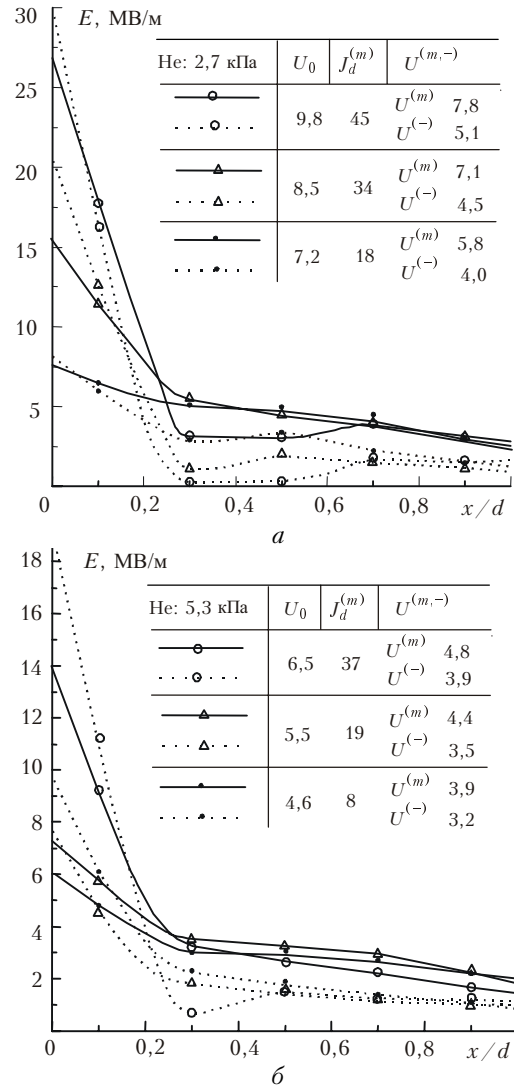 E, МВ/м
30
25
20
15
10
5
0
Не: 2,7 кПа U₀ J_d^(m) U^(m,−)
9,8 45 U^(m) 7,8
U^(−) 5,1
8,5 34 U^(m) 7,1
U^(−) 4,5
7,2 18 U^(m) 5,8
U^(−) 4,0
0,2 0,4 0,6 0,8 x/d
а
E, МВ/м
18
16
14
12
10
8
6
4
2
0
Не: 5,3 кПа U₀ J_d^(m) U^(m,−)
6,5 37 U^(m) 4,8
U^(−) 3,9
5,5 19 U^(m) 4,4
U^(−) 3,5
4,6 8 U^(m) 3,9
U^(−) 3,2
0,2 0,4 0,6 0,8 x/d
б